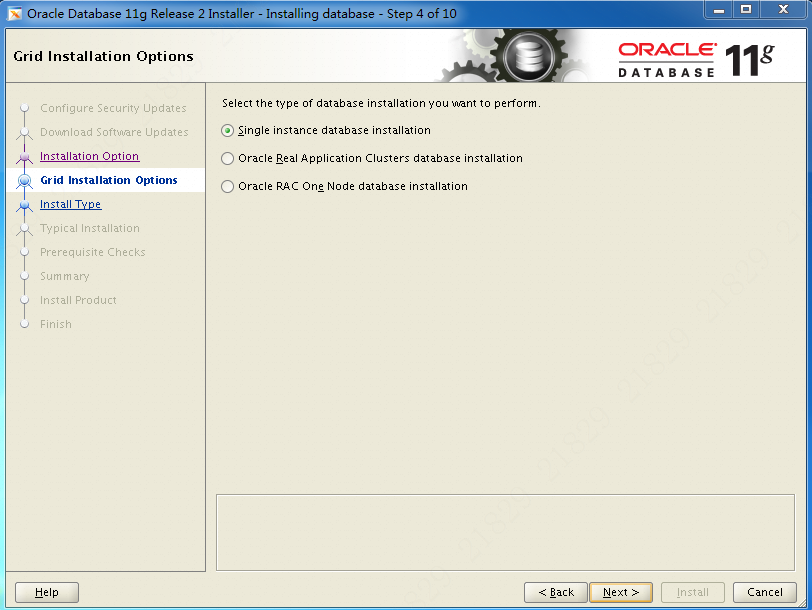 Oracle Database 11g Release 2 Installer - Installing database - Step 4 of 10
Grid Installation Options
ORACLE
DATABASE 11g
Configure Security Updates
Download Software Updates
Installation Option
Grid Installation Options
Install Type
Typical Installation
Prerequisite Checks
Summary
Install Product
Finish
Select the type of database installation you want to perform.
Single instance database installation
Oracle Real Application Clusters database installation
Oracle RAC One Node database installation
Help
< Back
Next >
Install
Cancel